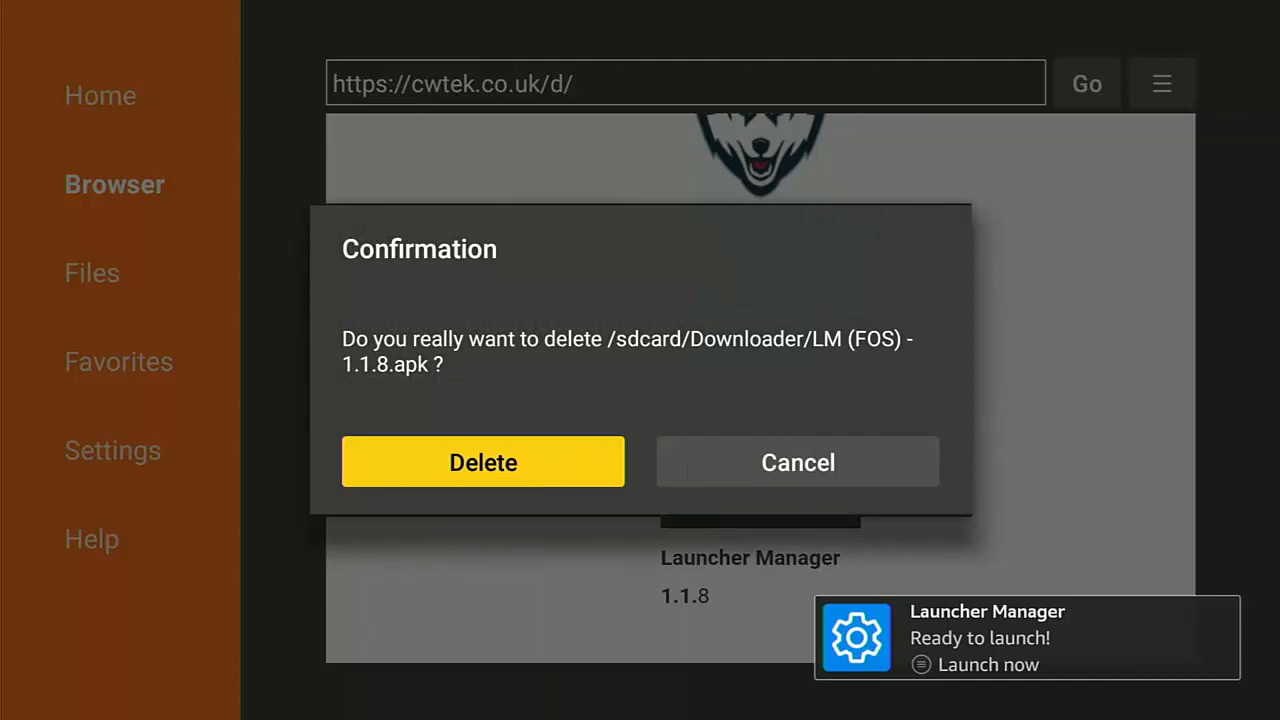 Home
Browser
Files
Favorites
Settings
Help
https://cwtek.co.uk/d/
Go
Confirmation
Do you really want to delete /sdcard/Downloader/LM (FOS) -
1.1.8.apk ?
Delete
Cancel
Launcher Manager
1.1.8
Launcher Manager
Ready to launch!
Launch now